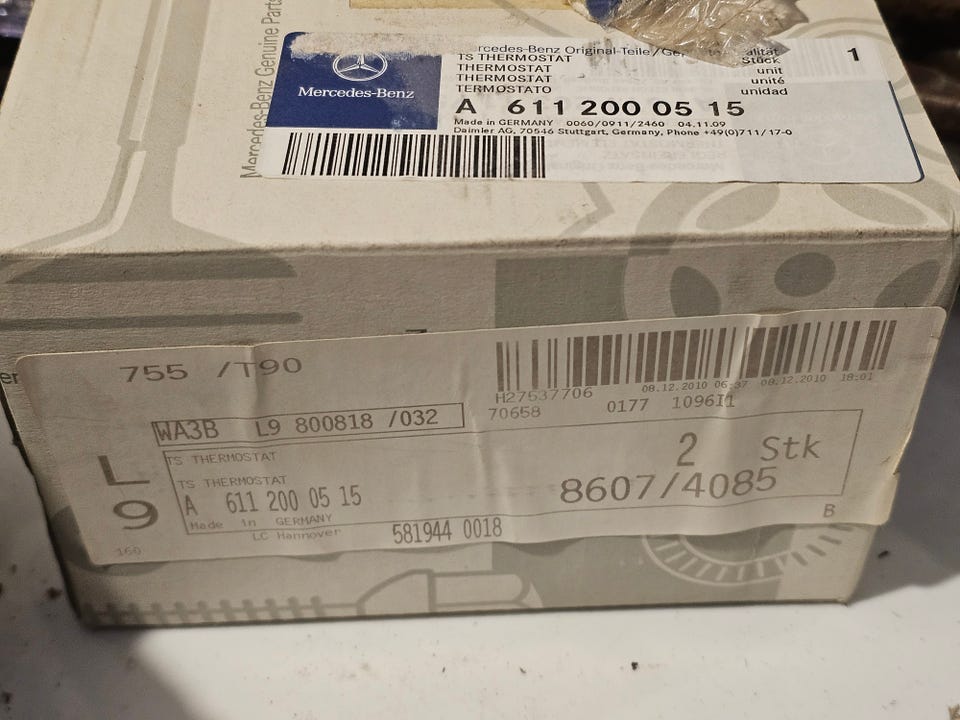 Mercedes-Benz Genuine Parts
Mercedes-Benz
rcedes-Benz Original-Teile/Ge
TS THERMOSTAT
THERMOSTAT
THERMOSTAT
TERMOSTATO
Stück
unit
unité
unidad
1
A 611 200 05 15
Made in GERMANY 0060/0911/2460 04.11.09
Daimler AG, 70546 Stuttgart, Germany, Phone +49(0)711/17-0
er
755 /T90
H27537706 08.12.2010 06:37 08.12.2010 18:01
70658 0177 1096I1
WA3B L9 800818 /032
L
9
TS THERMOSTAT
TS THERMOSTAT
A 611 200 05 15
Made in GERMANY
LC Hannover
581944 0018
2 Stk
8607/4085
B
160